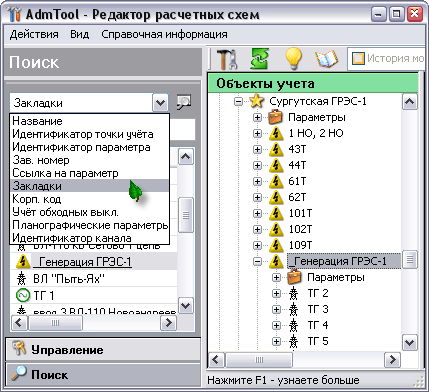 AdmTool - Редактор расчетных схем
Действия Вид Справочная информация
Поиск
Закладки
Название
Идентификатор точки учёта
Идентификатор параметра
Зав. номер
Ссылка на параметр
Закладки
Корп. код
Учёт обходных выкл.
Планографические параметры
Идентификатор канала
Генерация ГРЭС-1
ВЛ "Пыть-Ях"
ТГ 1
ввод 3 ВЛ-110 Новоандреев
Управление
Поиск
История мо
Объекты учета
Сургутская ГРЭС-1
Параметры
1 НО, 2 НО
43Т
44Т
61Т
62Т
101Т
102Т
109Т
Генерация ГРЭС-1
Параметры
ТГ 2
ТГ 3
ТГ 4
ТГ 5
Нажмите F1 - узнаете больше